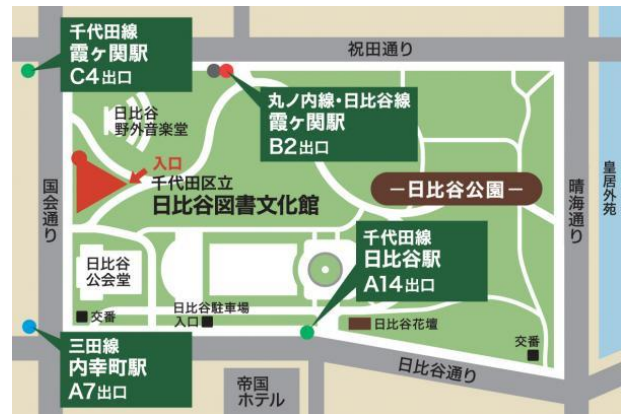 千代田線
霞ヶ関駅
C4出口
祝田通り
丸ノ内線・日比谷線
霞ヶ関駅
B2出口
日比谷
野外音楽堂
入口
千代田区立
日比谷図書文化館
ー日比谷公園ー
国会通り
晴海通り
皇居外苑
千代田線
日比谷駅
A14出口
日比谷
公会堂
交番
日比谷駐車場
入口
日比谷花壇
交番
三田線
内幸町駅
A7出口
日比谷通り
帝国
ホテル